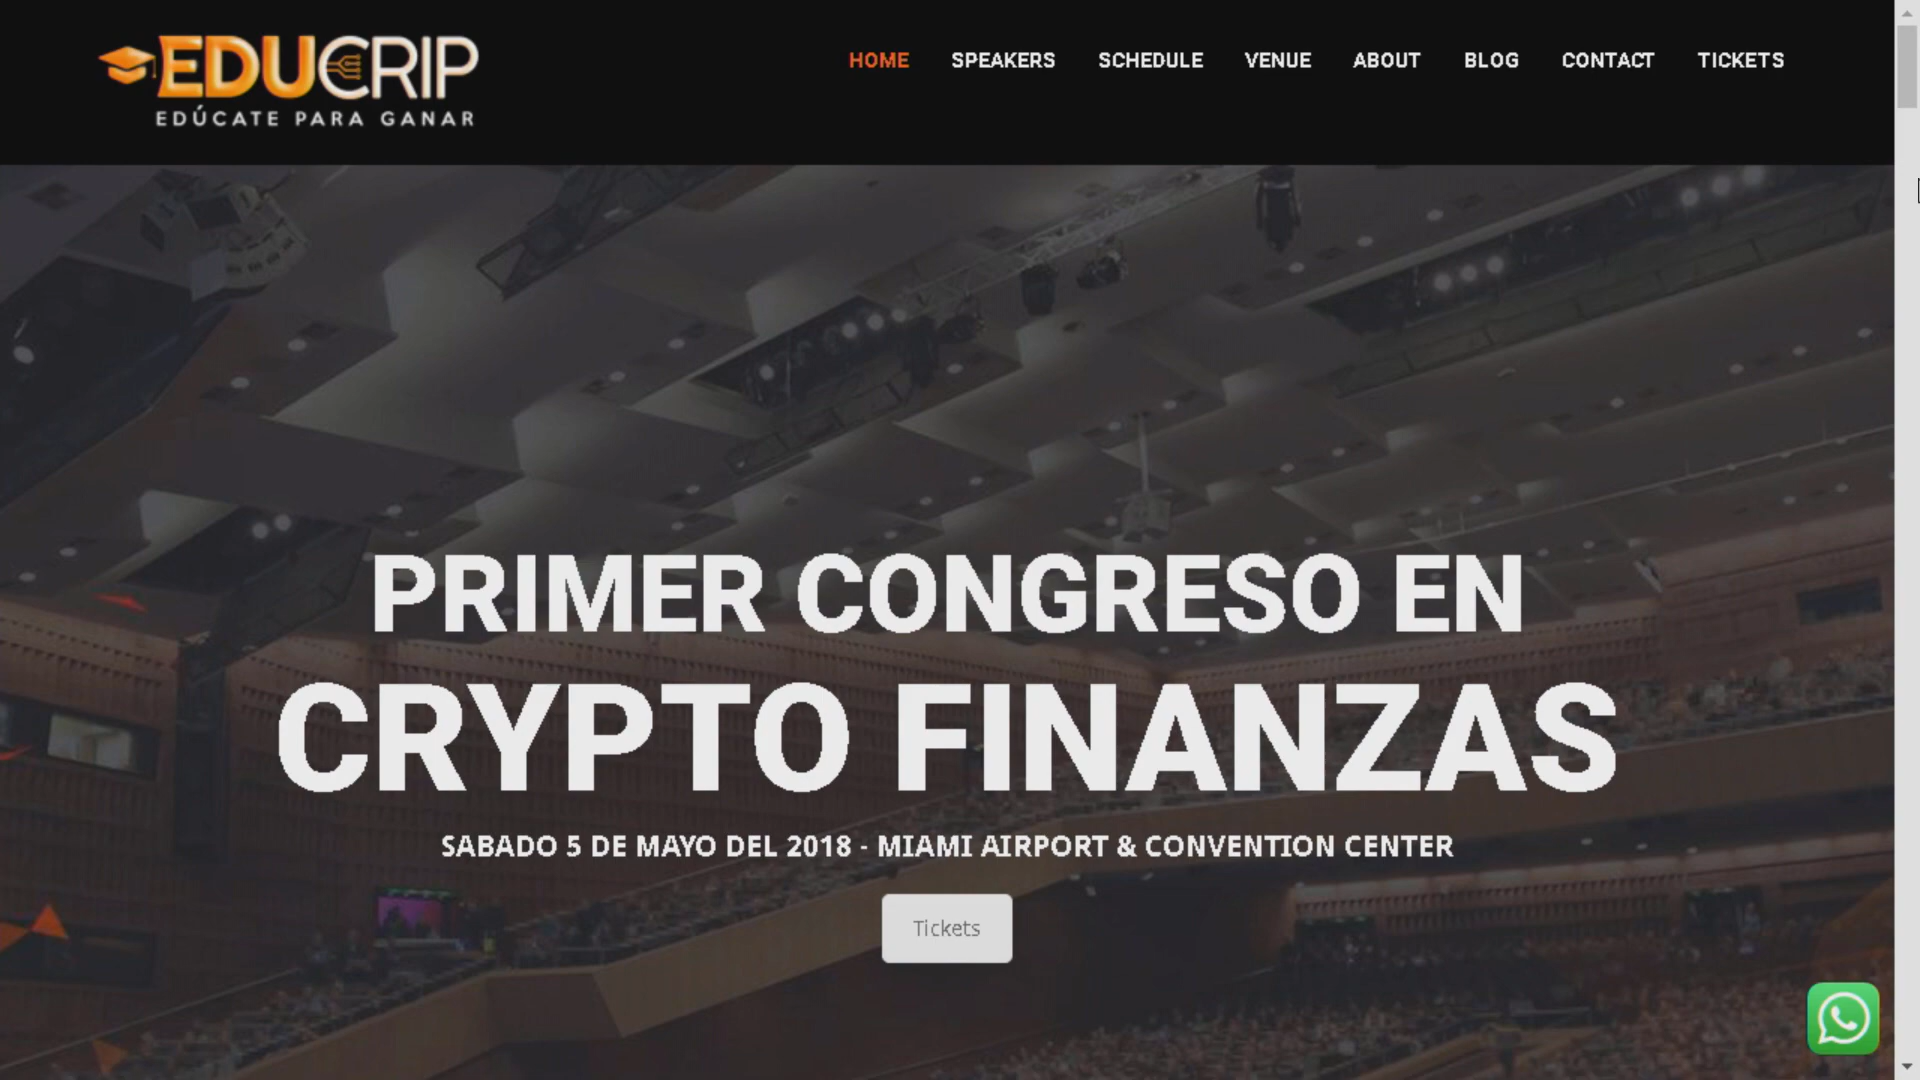 EDUCRIP
EDÚCATE PARA GANAR
HOME SPEAKERS SCHEDULE VENUE ABOUT BLOG CONTACT TICKETS
PRIMER CONGRESO EN
CRYPTO FINANZAS
SABADO 5 DE MAYO DEL 2018 - MIAMI AIRPORT & CONVENTION CENTER
Tickets